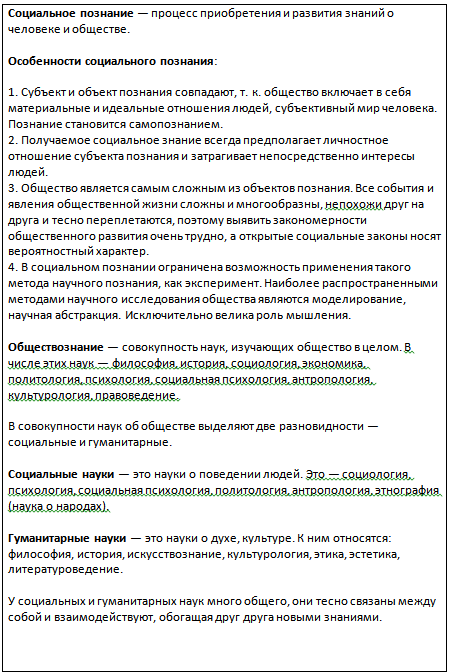 Социальное познание — процесс приобретения и развития знаний о
человеке и обществе.
Особенности социального познания:
1. Субъект и объект познания совпадают, т. к. общество включает в себя
материальные и идеальные отношения людей, субъективный мир человека.
Познание становится самопознанием.
2. Получаемое социальное знание всегда предполагает личностное
отношение субъекта познания и затрагивает непосредственно интересы
людей.
3. Общество является самым сложным из объектов познания. Все события и
явления общественной жизни сложны и многообразны, непохожи друг на
друга и тесно переплетаются, поэтому выявить закономерности
общественного развития очень трудно, а открытые социальные законы носят
вероятностный характер.
4. В социальном познании ограничена возможность применения такого
метода научного познания, как эксперимент. Наиболее распространенными
методами научного исследования общества являются моделирование,
научная абстракция. Исключительно велика роль мышления.
Обществознание — совокупность наук, изучающих общество в целом. В
числе этих наук — философия, история, социология, экономика,
политология, психология, социальная психология, антропология,
культурология, правоведение.
В совокупности наук об обществе выделяют две разновидности —
социальные и гуманитарные.
Социальные науки — это науки о поведении людей. Это — социология,
психология, социальная психология, политология, антропология, этнография
(наука о народах).
Гуманитарные науки — это науки о духе, культуре. К ним относятся:
философия, история, искусствознание, культурология, этика, эстетика,
литературоведение.
У социальных и гуманитарных наук много общего, они тесно связаны между
собой и взаимодействуют, обогащая друг друга новыми знаниями.